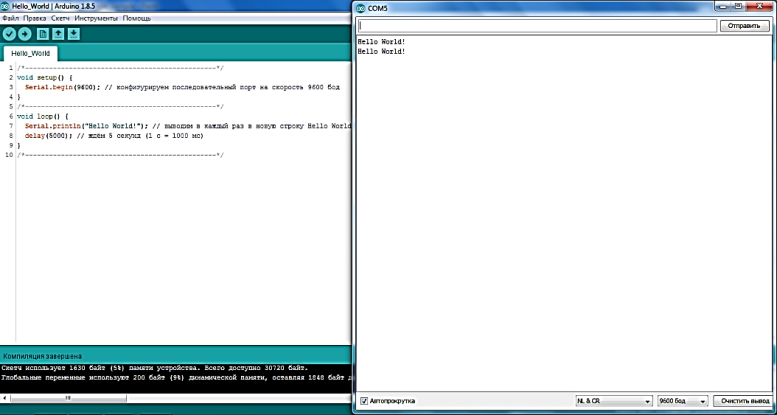 Hello_World | Arduino 1.8.5
Файл Правка Скетч Инструменты Помощь
Hello_World
1 /*------------------------------------------------*/
2 void setup() {
3 Serial.begin(9600); // конфигурируем последовательный порт на скорость 9600 бод
4 }
5 /*------------------------------------------------*/
6 void loop() {
7 Serial.println("Hello World!"); // выводим в каждый раз в новую строку Hello World
8 delay(5000); // ждём 5 секунд (1 с = 1000 мс)
9 }
10 /*------------------------------------------------*/
Компиляция завершена
Скетч использует 1630 байт (5%) памяти устройства. Всего доступно 30720 байт.
Глобальные переменные используют 200 байт (9%) динамической памяти, оставляя 1848 байт д
COM5
Отправить
Hello World!
Hello World!
Автопрокрутка
NL & CR
9600 бод
Очистить вывод